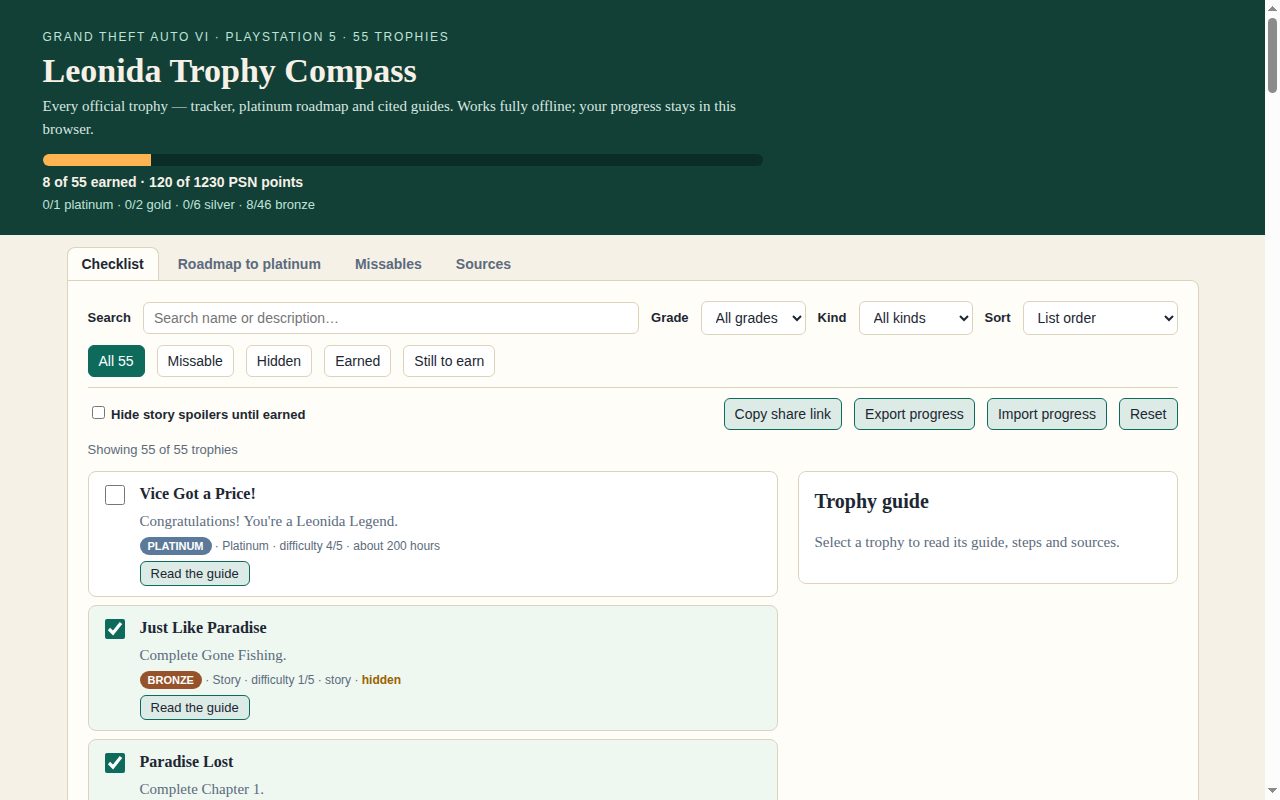 GRAND THEFT AUTO VI · PLAYSTATION 5 · 55 TROPHIES
Leonida Trophy Compass
Every official trophy — tracker, platinum roadmap and cited guides. Works fully offline; your progress stays in this
browser.
8 of 55 earned · 120 of 1230 PSN points
0/1 platinum · 0/2 gold · 0/6 silver · 8/46 bronze
Checklist Roadmap to platinum Missables Sources
Search Search name or description… Grade All grades Kind All kinds Sort List order
All 55 Missable Hidden Earned Still to earn
Hide story spoilers until earned Copy share link Export progress Import progress Reset
Showing 55 of 55 trophies
Vice Got a Price!
Congratulations! You're a Leonida Legend.
PLATINUM · Platinum · difficulty 4/5 · about 200 hours
Read the guide
Trophy guide
Select a trophy to read its guide, steps and sources.
Just Like Paradise
Complete Gone Fishing.
BRONZE · Story · difficulty 1/5 · story · hidden
Read the guide
Paradise Lost
Complete Chapter 1.